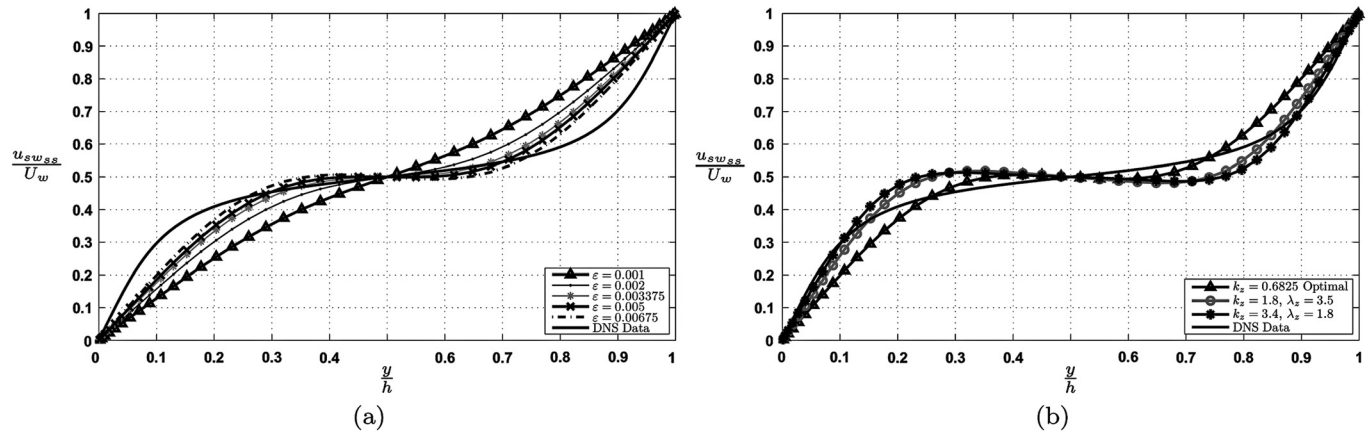 1
0.9
0.8
0.7
0.6
0.5
0.4
0.3
0.2
0.1
0
u_{sw_{ss}}
U_w
0 0.1 0.2 0.3 0.4 0.5 0.6 0.7 0.8 0.9 1
y
h
ε = 0.001
ε = 0.002
ε = 0.003375
ε = 0.005
ε = 0.00675
DNS Data
(a)
1
0.9
0.8
0.7
0.6
0.5
0.4
0.3
0.2
0.1
0
u_{sw_{ss}}
U_w
0 0.1 0.2 0.3 0.4 0.5 0.6 0.7 0.8 0.9 1
y
h
k_z = 0.6825 Optimal
k_z = 1.8, λ_z = 3.5
k_z = 3.4, λ_z = 1.8
DNS Data
(b)